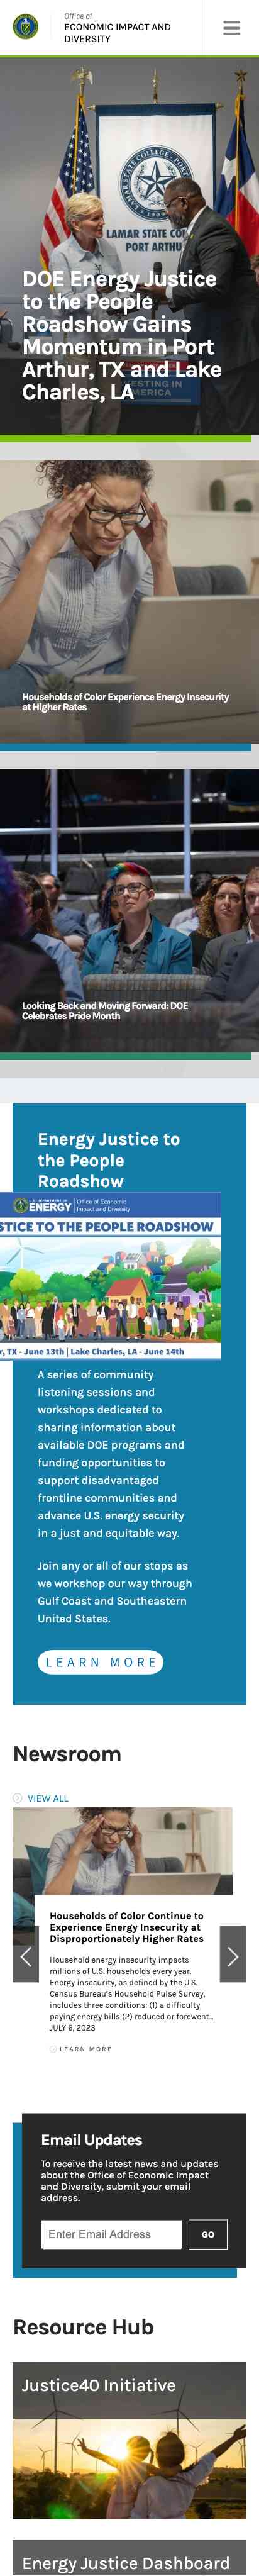 Office of
ECONOMIC IMPACT AND
DIVERSITY
LAMAR STATE COLLEGE - PORT
LAMAR STATE CO
PORT ARTHU
DOE Energy Justice
to the People
Roadshow Gains
Momentum in Port
Arthur, TX and Lake
Charles, LA
Households of Color Experience Energy Insecurity
at Higher Rates
Looking Back and Moving Forward: DOE
Celebrates Pride Month
Energy Justice to
the People
Roadshow
U.S. DEPARTMENT OF
ENERGY
Office of Economic
Impact and Diversity
STICE TO THE PEOPLE ROADSHOW
r, TX - June 13th | Lake Charles, LA - June 14th
A series of community
listening sessions and
workshops dedicated to
sharing information about
available DOE programs and
funding opportunities to
support disadvantaged
frontline communities and
advance U.S. energy security
in a just and equitable way.
Join any or all of our stops as
we workshop our way through
Gulf Coast and Southeastern
United States.
LEARN MORE
Newsroom
VIEW ALL
Households of Color Continue to
Experience Energy Insecurity at
Disproportionately Higher Rates
Household energy insecurity impacts
millions of U.S. households every year.
Energy insecurity, as defined by the U.S.
Census Bureau's Household Pulse Survey,
includes three conditions: (1) a difficulty
paying energy bills (2) reduced or forewent...
JULY 6, 2023
LEARN MORE
Email Updates
To receive the latest news and updates
about the Office of Economic Impact
and Diversity, submit your email
address.
Enter Email Address
GO
Resource Hub
Justice40 Initiative
Energy Justice Dashboard